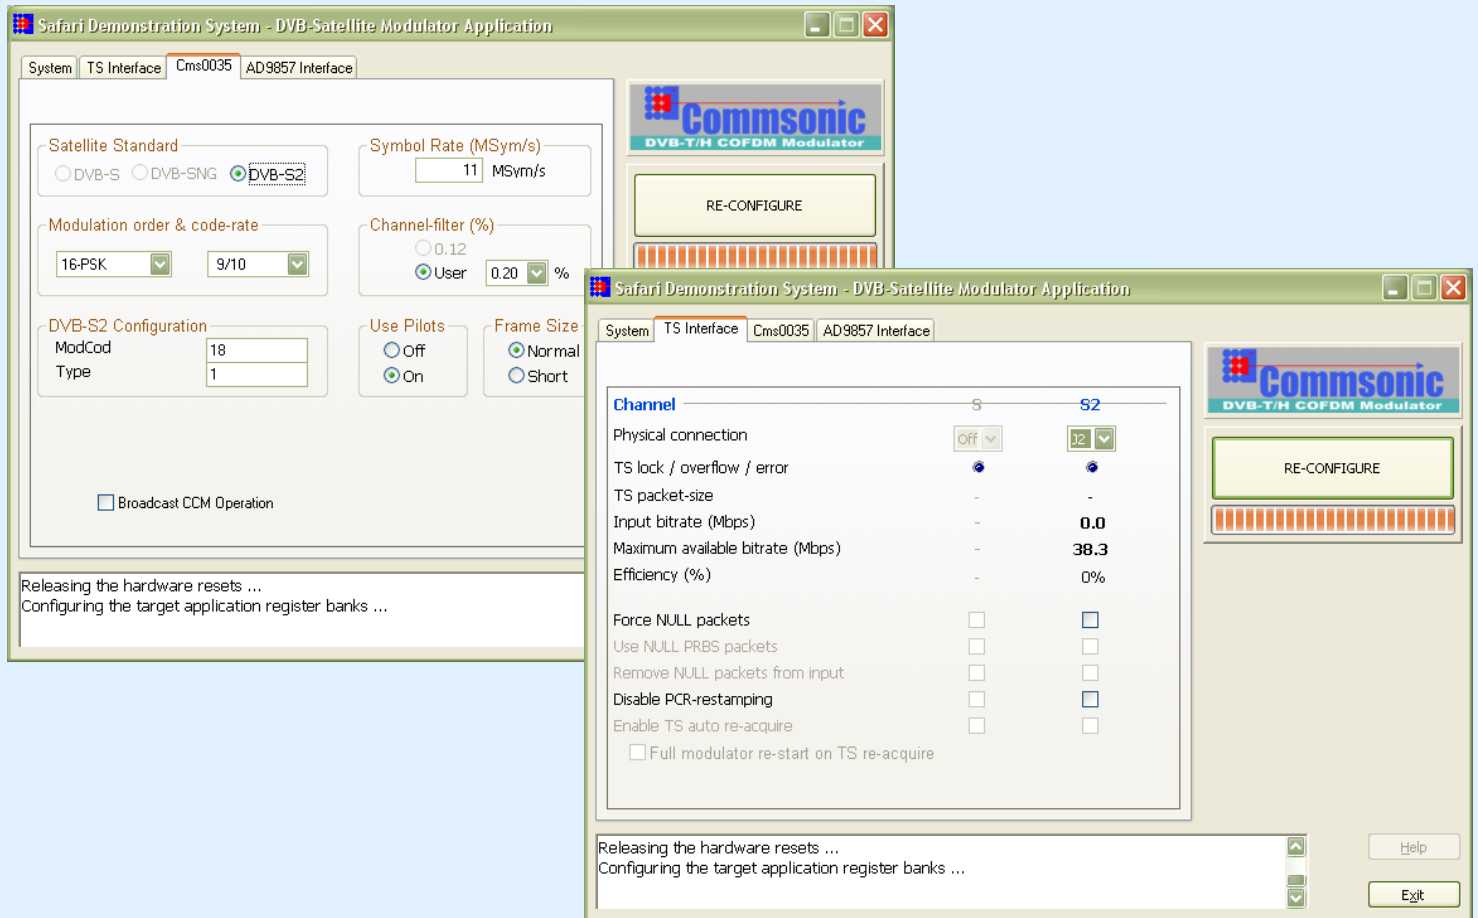 Safari Demonstration System - DVB-Satellite Modulator Application
System TS Interface Cms0035 AD9857 Interface
Commsonic
DVB-T/H COFDM Modulator
Satellite Standard
DVB-S DVB-SNG DVB-S2
Symbol Rate (MSym/s)
11 MSym/s
RE-CONFIGURE
Modulation order & code-rate
16-PSK 9/10
Channel-filter (%)
0.12
User 0.20 %
DVB-S2 Configuration
ModCod 18
Type 1
Use Pilots
Off
On
Frame Size
Normal
Short
Broadcast CCM Operation
Releasing the hardware resets ...
Configuring the target application register banks ...
Safari Demonstration System - DVB-Satellite Modulator Application
System TS Interface Cms0035 AD9857 Interface
Commsonic
DVB-T/H COFDM Modulator
RE-CONFIGURE
Channel S S2
Physical connection Off J2
TS lock / overflow / error
TS packet-size - -
Input bitrate (Mbps) - 0.0
Maximum available bitrate (Mbps) - 38.3
Efficiency (%) - 0%
Force NULL packets
Use NULL PRBS packets
Remove NULL packets from input
Disable PCR-restamping
Enable TS auto re-acquire
Full modulator re-start on TS re-acquire
Releasing the hardware resets ...
Configuring the target application register banks ...
Help
Exit